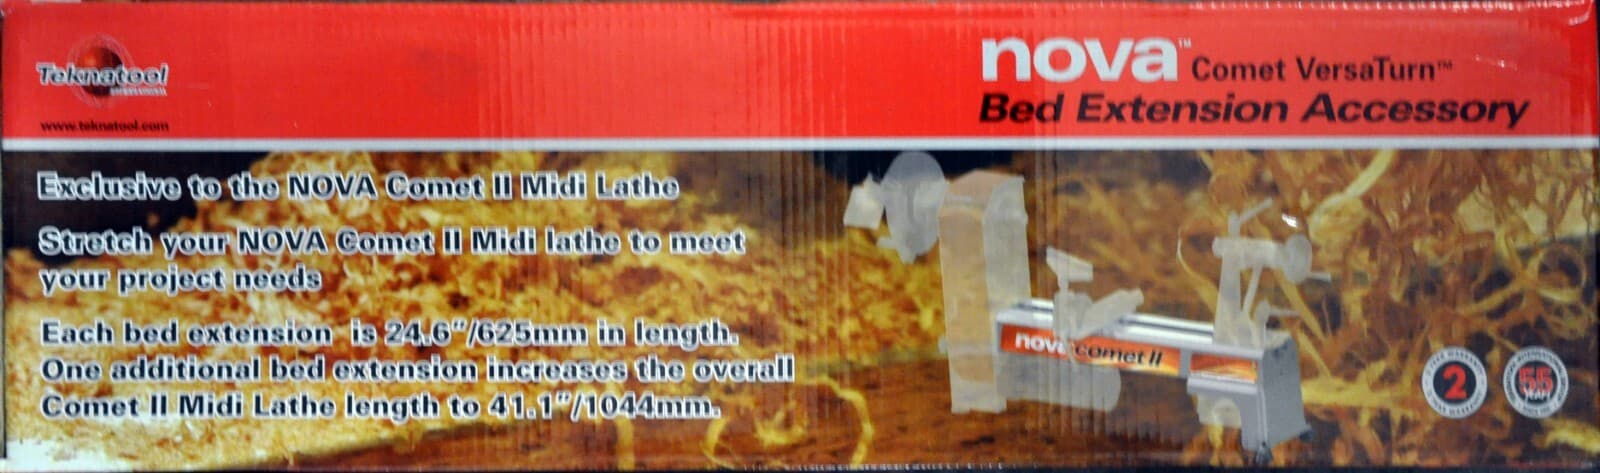 Teknatool
www.teknatool.com
nova™ Comet VersaTurn™
Bed Extension Accessory
Exclusive to the NOVA Comet II Midi Lathe
Stretch your NOVA Comet II Midi lathe to meet
your project needs
Each bed extension is 24.6"/625mm in length.
One additional bed extension increases the overall
Comet II Midi Lathe length to 41.1"/1044mm.
nova comet II
2
55